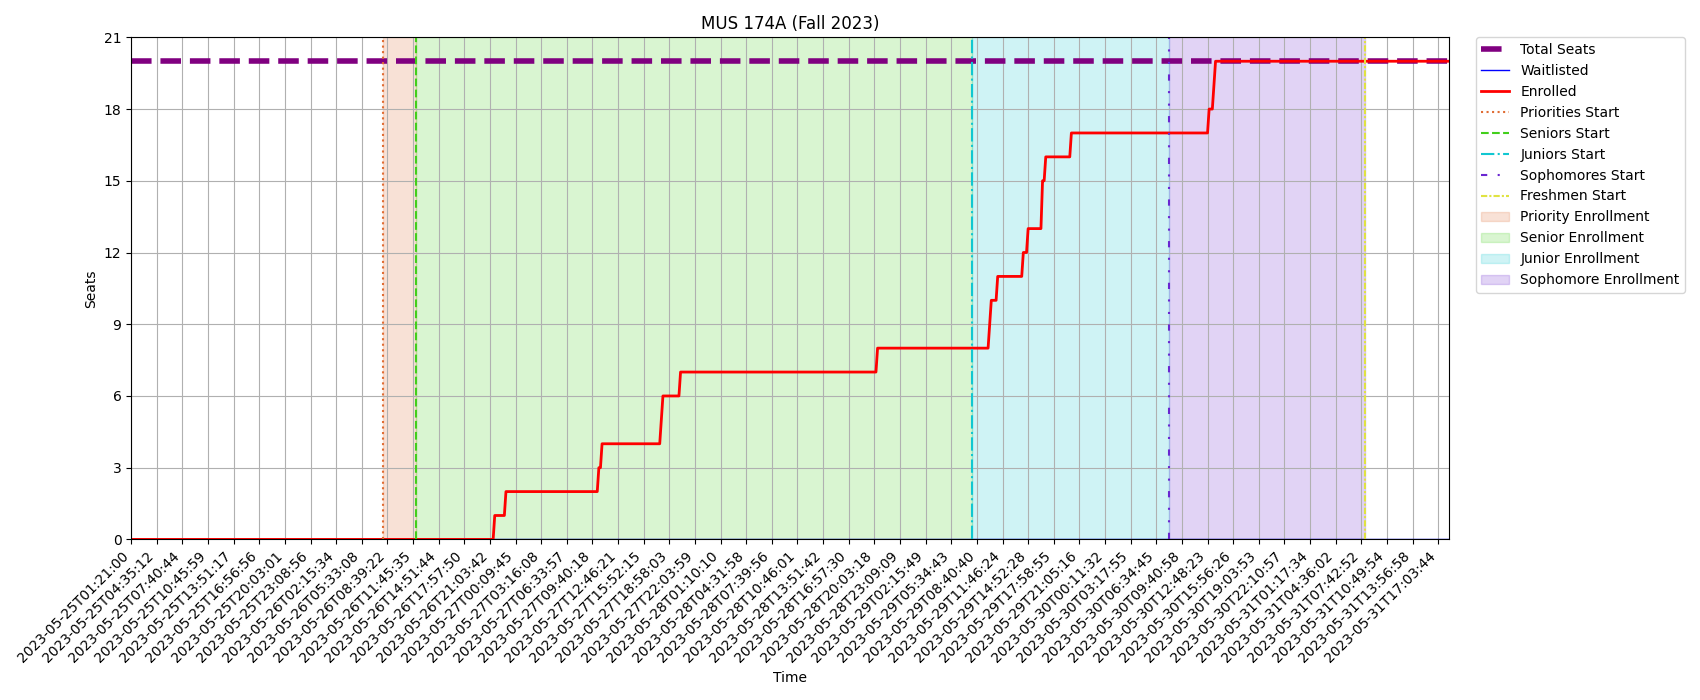 MUS 174A (Fall 2023)
21
18
15
12
9
6
3
0
Seats
2023-05-25T01:21:00
2023-05-25T04:35:12
2023-05-25T07:40:44
2023-05-25T10:45:59
2023-05-25T13:51:17
2023-05-25T16:56:56
2023-05-25T20:03:01
2023-05-25T23:08:56
2023-05-26T02:15:34
2023-05-26T05:33:08
2023-05-26T08:39:22
2023-05-26T11:45:35
2023-05-26T14:51:44
2023-05-26T17:57:50
2023-05-26T21:03:42
2023-05-27T00:09:45
2023-05-27T03:16:08
2023-05-27T06:33:57
2023-05-27T09:40:18
2023-05-27T12:46:21
2023-05-27T15:52:15
2023-05-27T18:58:03
2023-05-27T22:03:59
2023-05-28T01:10:10
2023-05-28T04:31:58
2023-05-28T07:39:56
2023-05-28T10:46:01
2023-05-28T13:51:42
2023-05-28T16:57:30
2023-05-28T20:03:18
2023-05-28T23:09:09
2023-05-29T02:15:49
2023-05-29T05:34:43
2023-05-29T08:40:40
2023-05-29T11:46:24
2023-05-29T14:52:28
2023-05-29T17:58:55
2023-05-29T21:05:16
2023-05-30T00:11:32
2023-05-30T03:17:55
2023-05-30T06:34:45
2023-05-30T09:40:58
2023-05-30T12:48:23
2023-05-30T15:56:26
2023-05-30T19:03:53
2023-05-30T22:10:57
2023-05-31T01:17:34
2023-05-31T04:36:02
2023-05-31T07:42:52
2023-05-31T10:49:54
2023-05-31T13:56:58
2023-05-31T17:03:44
Time
Total Seats
Waitlisted
Enrolled
Priorities Start
Seniors Start
Juniors Start
Sophomores Start
Freshmen Start
Priority Enrollment
Senior Enrollment
Junior Enrollment
Sophomore Enrollment